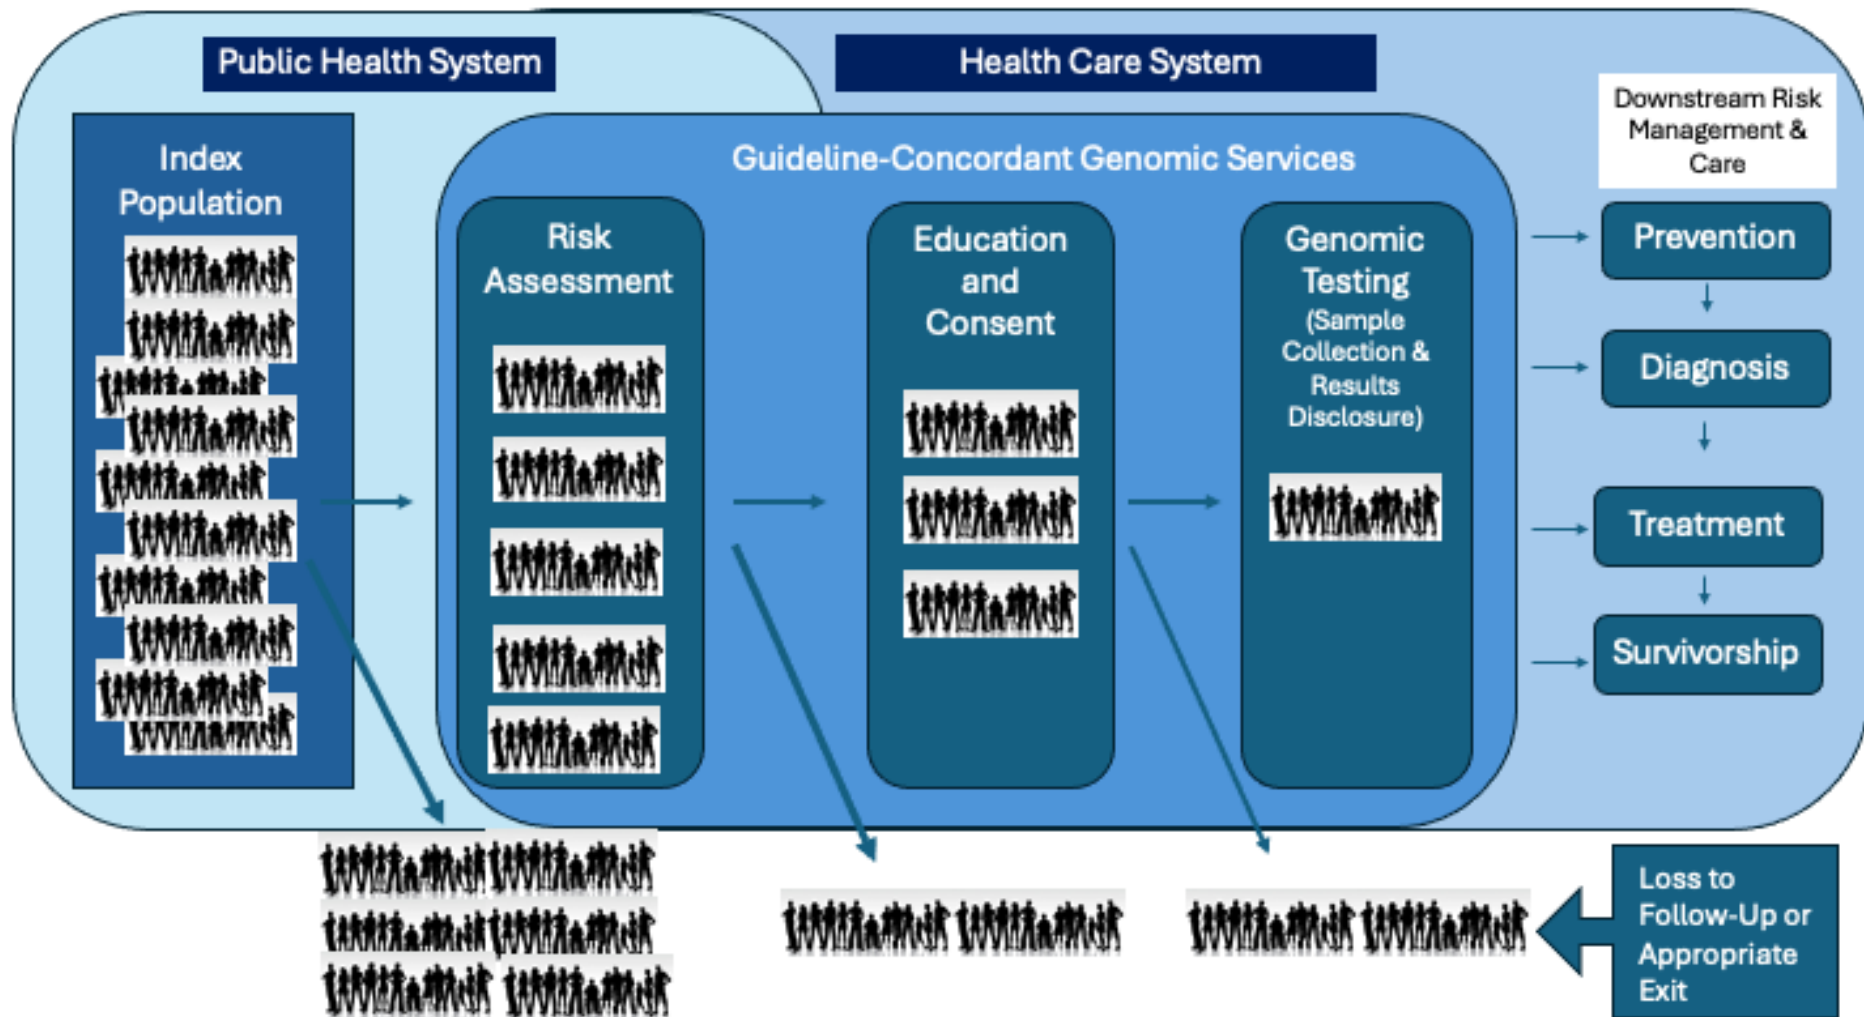 Public Health System
Health Care System
Downstream Risk
Management &
Care
Index
Population
Guideline-Concordant Genomic Services
Risk
Assessment
Education
and
Consent
Genomic
Testing
(Sample
Collection &
Results
Disclosure)
Prevention
Diagnosis
Treatment
Survivorship
Loss to
Follow-Up or
Appropriate
Exit